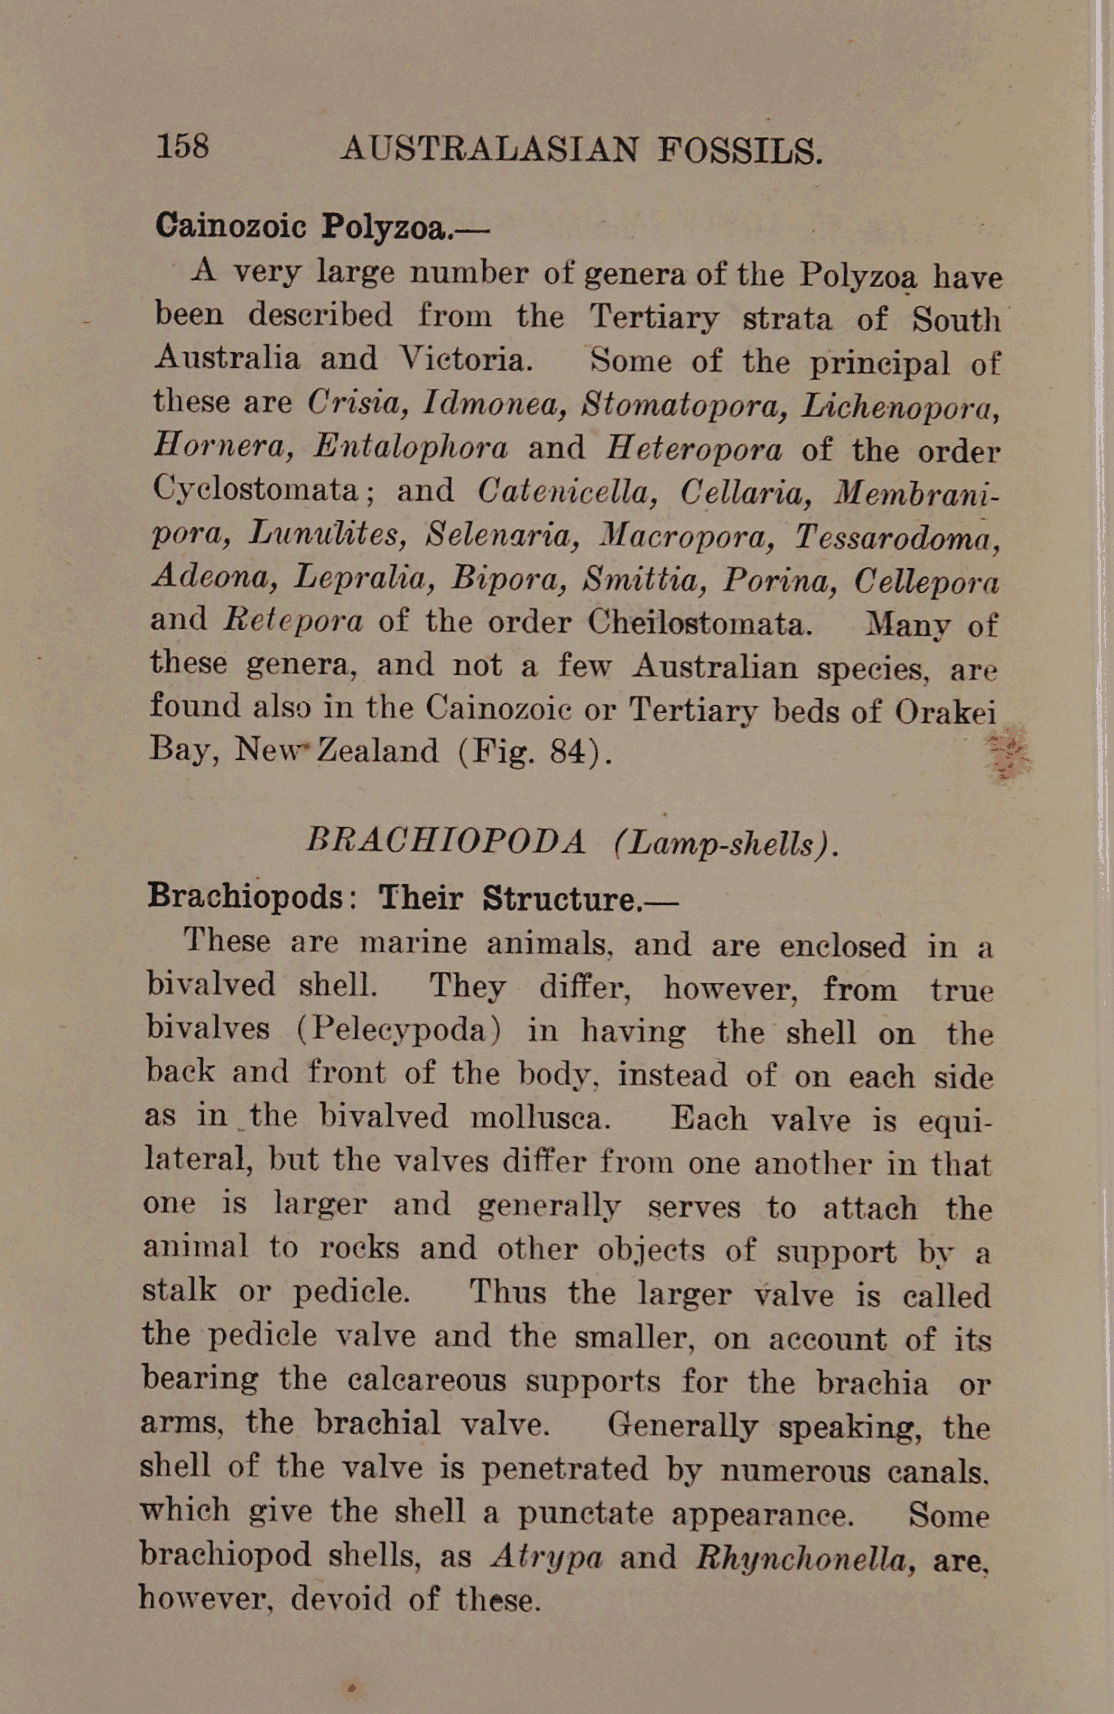 158 AUSTRALASIAN FOSSILS.
Cainozoic Polyzoa.—
A very large number of genera of the Polyzoa have
been described from the Tertiary strata of South
Australia and Victoria. Some of the principal of
these are Crisia, Idmonea, Stomatopora, Lichenopora,
Hornera, Entalophora and Heteropora of the order
Cyclostomata; and Catenicella, Cellaria, Membrani-
pora, Lunulites, Selenaria, Macropora, Tessarodoma,
Adeona, Lepralia, Bipora, Smittia, Porina, Cellepora
and Retepora of the order Cheilostomata. Many of
these genera, and not a few Australian species, are
found also in the Cainozoic or Tertiary beds of Orakei
Bay, New Zealand (Fig. 84).
BRACHIOPODA (Lamp-shells).
Brachiopods: Their Structure.—
These are marine animals, and are enclosed in a
bivalved shell. They differ, however, from true
bivalves (Pelecypoda) in having the shell on the
back and front of the body, instead of on each side
as in the bivalved mollusca. Each valve is equi-
lateral, but the valves differ from one another in that
one is larger and generally serves to attach the
animal to rocks and other objects of support by a
stalk or pedicle. Thus the larger valve is called
the pedicle valve and the smaller, on account of its
bearing the calcareous supports for the brachia or
arms, the brachial valve. Generally speaking, the
shell of the valve is penetrated by numerous canals,
which give the shell a punctate appearance. Some
brachiopod shells, as Atrypa and Rhynchonella, are,
however, devoid of these.